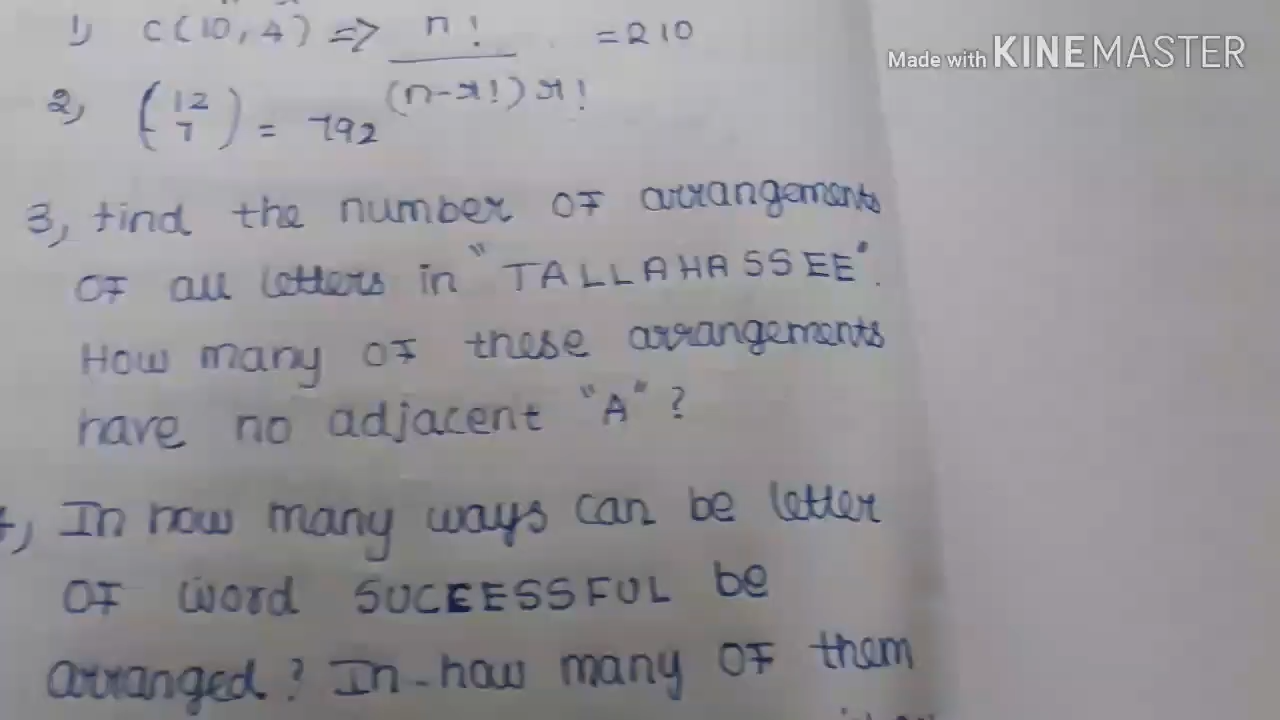 1) C(10,4) => n! / (n-r!) r! = 210
Made with KINEMASTER
2, (12 7) = 792
3, Find the number OF arrangements
OF all letters in "TALLAHASSEE".
How many OF these arrangements
have no adjacent "A" ?
, In how many ways can be letter
OF word SUCEESSFUL be
arranged? In-how many OF them